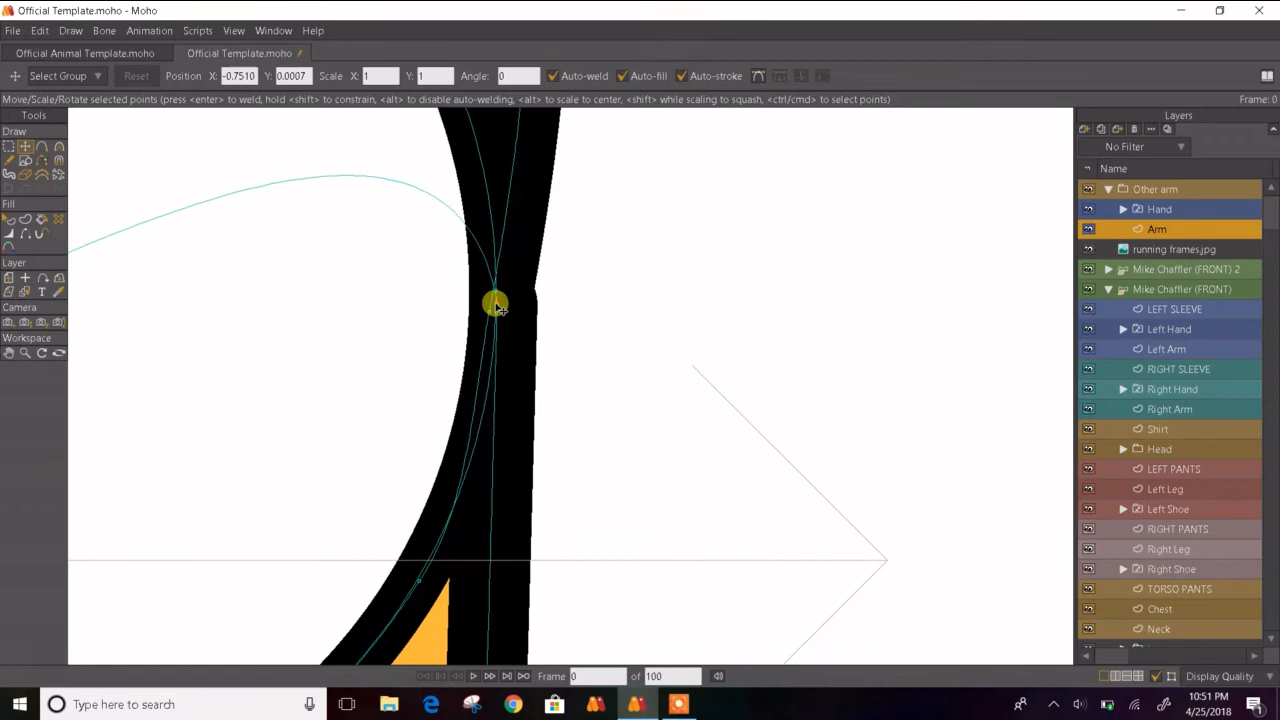 Official Template.moho - Moho
File Edit Draw Bone Animation Scripts View Window Help
Official Animal Template.moho Official Template.moho
Select Group Reset Position X: -0.7510 Y: 0.0007 Scale X: 1 Y: 1 Angle: 0 Auto-weld Auto-fill Auto-stroke
Move/Scale/Rotate selected points (press <enter> to weld, hold <shift> to constrain, <alt> to disable auto-welding, <alt> to scale to center, <shift> while scaling to squash, <ctrl/cmd> to select points) Frame: 0
Tools
Draw
Fill
Layer
Camera
Workspace
Layers
No Filter
Name
Other arm
Hand
Arm
running frames.jpg
Mike Chaffler (FRONT) 2
Mike Chaffler (FRONT)
LEFT SLEEVE
Left Hand
Left Arm
RIGHT SLEEVE
Right Hand
Right Arm
Shirt
Head
LEFT PANTS
Left Leg
Left Shoe
RIGHT PANTS
Right Leg
Right Shoe
TORSO PANTS
Chest
Neck
Frame 0 of 100 Display Quality
Type here to search
10:51 PM
4/25/2018